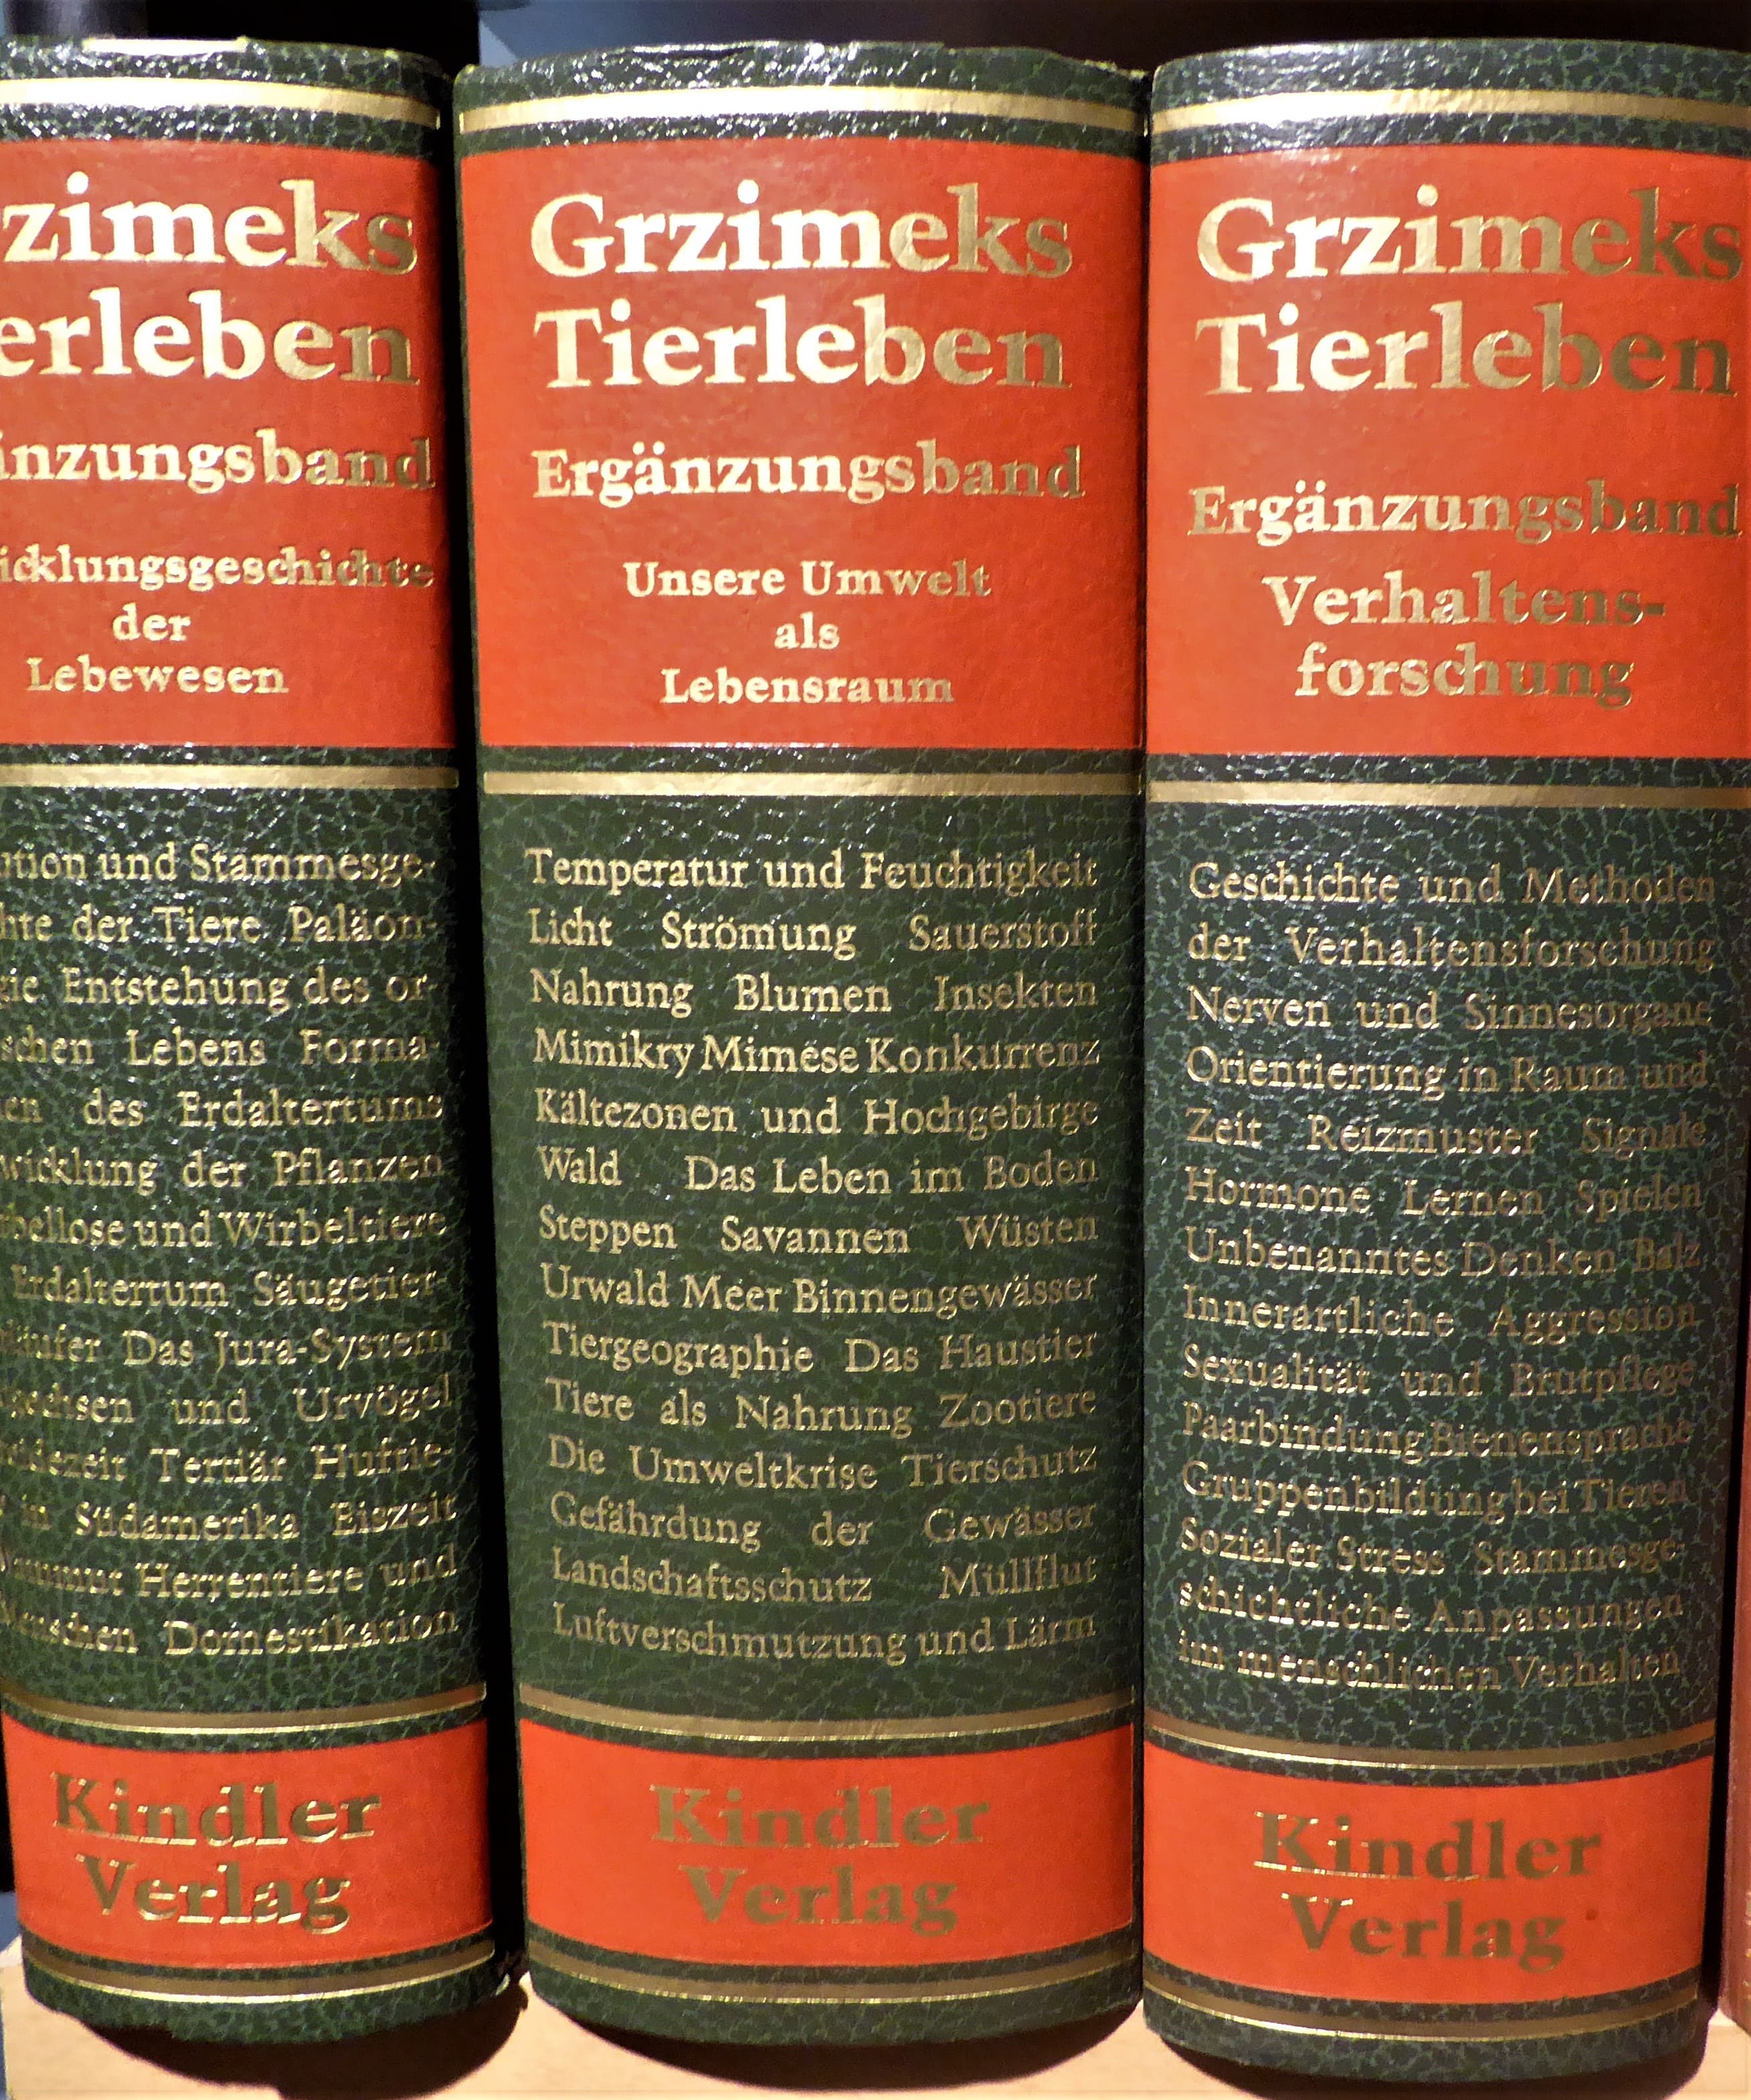 zimeks
erleben
änzungsband
icklungsgeschichte
der
Lebewesen
tion und Stammesge-
hte der Tiere Paläon-
gie Entstehung des or-
schen Lebens Forma-
en des Erdaltertums
wicklung der Pflanzen
bellose und Wirbeltiere
Erdaltertum Säugetier-
läufer Das Jura-System
und Urvögel
Tertiär Huftie-
in Südamerika Eiszeit
Herrentiere und
Menschen Domestikation
Kindler
Verlag
Grzimeks
Tierleben
Ergänzungsband
Unsere Umwelt
als
Lebensraum
Temperatur und Feuchtigkeit
Licht Strömung Sauerstoff
Nahrung Blumen Insekten
Mimikry Mimese Konkurrenz
Kältezonen und Hochgebirge
Wald Das Leben im Boden
Steppen Savannen Wüsten
Urwald Meer Binnengewässer
Tiergeographie Das Haustier
Tiere als Nahrung Zootiere
Die Umweltkrise Tierschutz
Gefährdung der Gewässer
Landschaftsschutz Müllflut
Luftverschmutzung und Lärm
Kindler
Verlag
Grzimeks
Tierleben
Ergänzungsband
Verhaltens-
forschung
Geschichte und Methoden
der Verhaltensforschung
Nerven und Sinnesorgane
Orientierung in Raum und
Zeit Reizmuster Signale
Hormone Lernen Spielen
Unbenanntes Denken Balz
Innerartliche Aggression
Sexualität und Brutpflege
Paarbindung Bienensprache
Gruppenbildung bei Tieren
Sozialer Stress Stammesge-
schichtliche Anpassungen
im menschlichen Verhalten
Kindler
Verlag